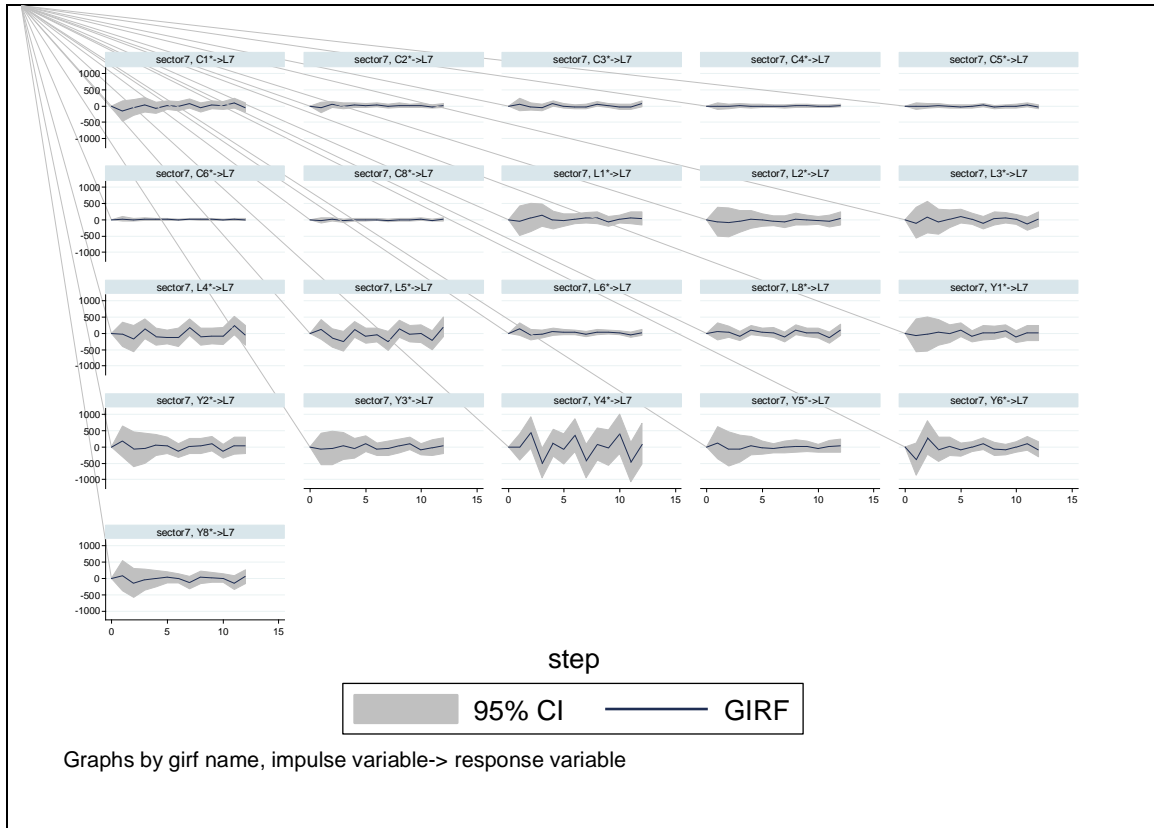 sector7, C1*->L7 sector7, C2*->L7 sector7, C3*->L7 sector7, C4*->L7 sector7, C5*->L7
1000
500
0
-500
-1000
sector7, C6*->L7 sector7, C8*->L7 sector7, L1*->L7 sector7, L2*->L7 sector7, L3*->L7
1000
500
0
-500
-1000
sector7, L4*->L7 sector7, L5*->L7 sector7, L6*->L7 sector7, L8*->L7 sector7, Y1*->L7
1000
500
0
-500
-1000
sector7, Y2*->L7 sector7, Y3*->L7 sector7, Y4*->L7 sector7, Y5*->L7 sector7, Y6*->L7
1000
500
0
-500
-1000
0 5 10 15 0 5 10 15 0 5 10 15 0 5 10 15
sector7, Y8*->L7
1000
500
0
-500
-1000
0 5 10 15
step
95% CI GIRF
Graphs by girf name, impulse variable-> response variable